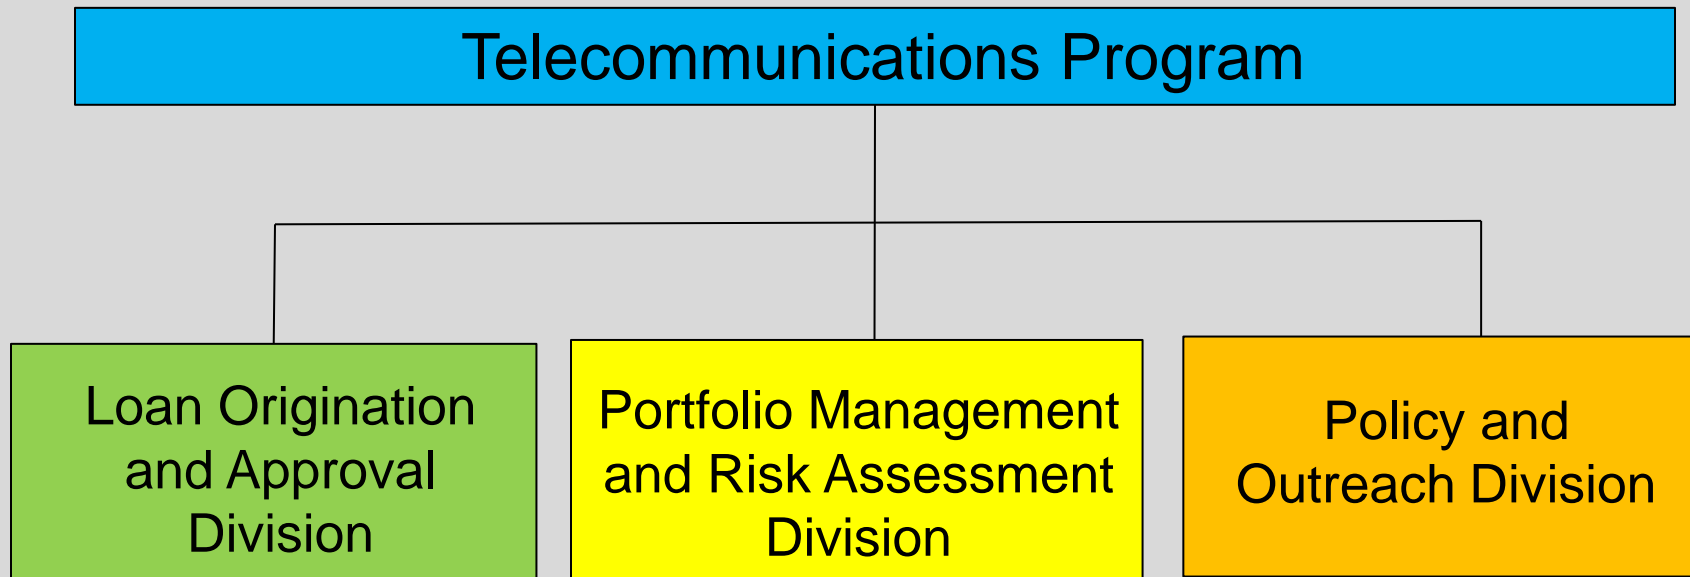 Telecommunications Program
Loan Origination
and Approval
Division
Portfolio Management
and Risk Assessment
Division
Policy and
Outreach Division